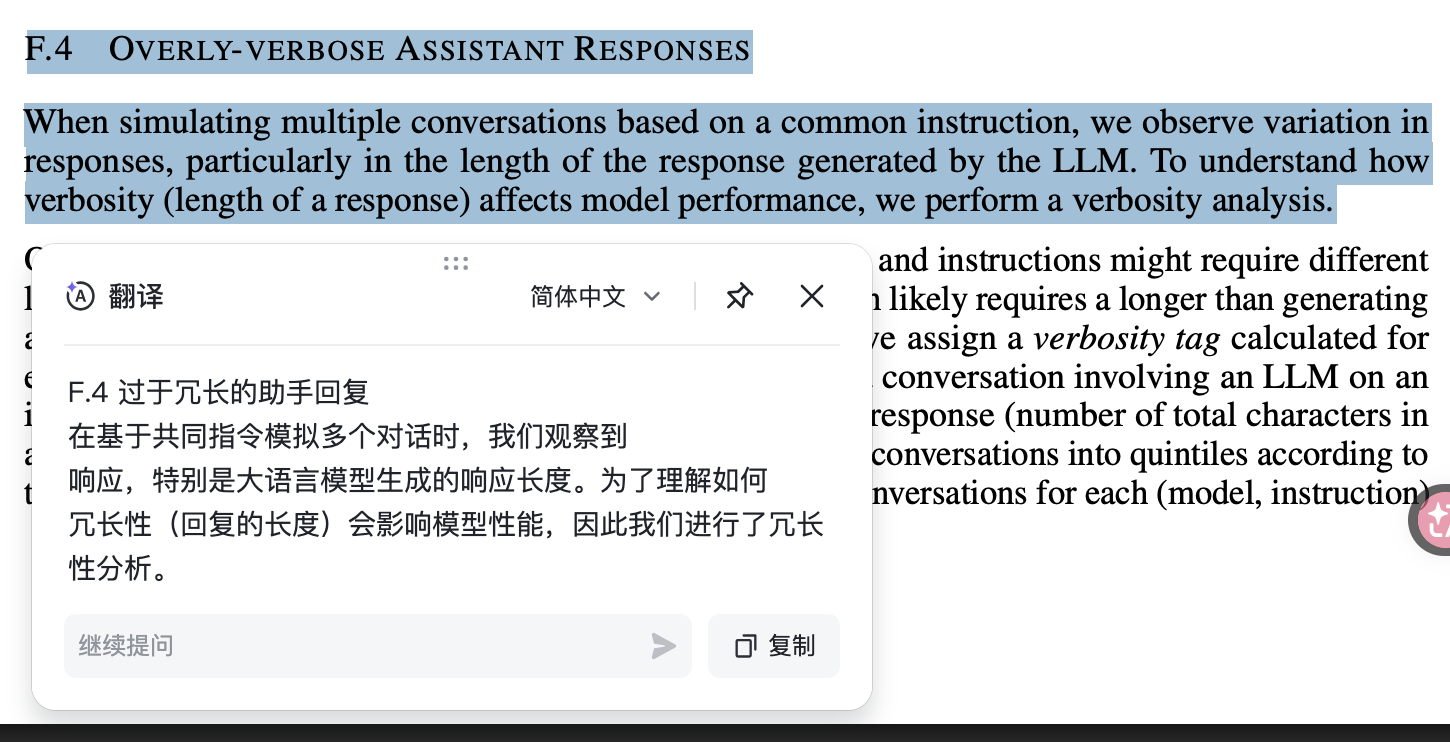 F.4 OVERLY-VERBOSE ASSISTANT RESPONSES
When simulating multiple conversations based on a common instruction, we observe variation in
responses, particularly in the length of the response generated by the LLM. To understand how
verbosity (length of a response) affects model performance, we perform a verbosity analysis.
and instructions might require different
likely requires a longer than generating
assign a verbosity tag calculated for
conversation involving an LLM on an
response (number of total characters in
conversations into quintiles according to
for each (model, instruction)
翻译
简体中文
F.4 过于冗长的助手回复
在基于共同指令模拟多个对话时，我们观察到
响应，特别是大语言模型生成的响应长度。为了理解如何
冗长性（回复的长度）会影响模型性能，因此我们进行了冗长
性分析。
继续提问
复制